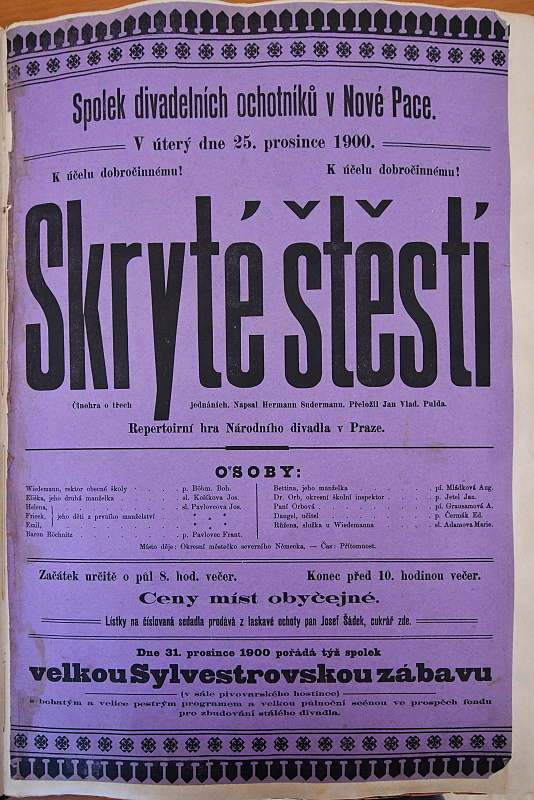 Spolek divadelních ochotníků v Nové Pace.
V úterý dne 25. prosince 1900.
K účelu dobročinnému! K účelu dobročinnému!
Skryté štěstí
Činohra o třech jednáních. Napsal Hermann Sudermann. Přeložil Jan Vlad. Pulda.
Repertoirní hra Národního divadla v Praze.
OSOBY:
Wiedemann, rektor obecné školy . . . . p. Böhm. Boh.
Eliška, jeho druhá manželka . . . . sl. Košíkova Jos.
Helena, sl. Pavlovcova Jos.
Fricek, jeho děti z prvního manželství . . * * *
Emil, * * *
Baron Röchnitz . . . . p. Pavlovec Frant.
Bettina, jeho manželka . . . . pí. Mládkova Aug.
Dr. Orb, okresní školní inspektor . . . . p. Jetel Jan.
Paní Orbová . . . . pí. Grausamová A.
Dangel, učitel . . . . p. Čermák Ed.
Růžena, služka u Wiedemanna . . . . sl. Adamova Marie.
Místo děje: Okresní městečko severního Německa. — Čas: Přítomnost.
Začátek určitě o půl 8. hod. večer. Konec před 10. hodinou večer.
Ceny míst obyčejné.
Lístky na číslovaná sedadla prodává z laskavé ochoty pan Josef Šádek, cukrář zde.
Dne 31. prosince 1900 pořádá týž spolek
velkou Sylvestrovskou zábavu
(v sále pivovarského hostince)
s bohatým a velice pestrým programem a velkou půlnoční scénou ve prospěch fondu
pro zbudování stálého divadla.